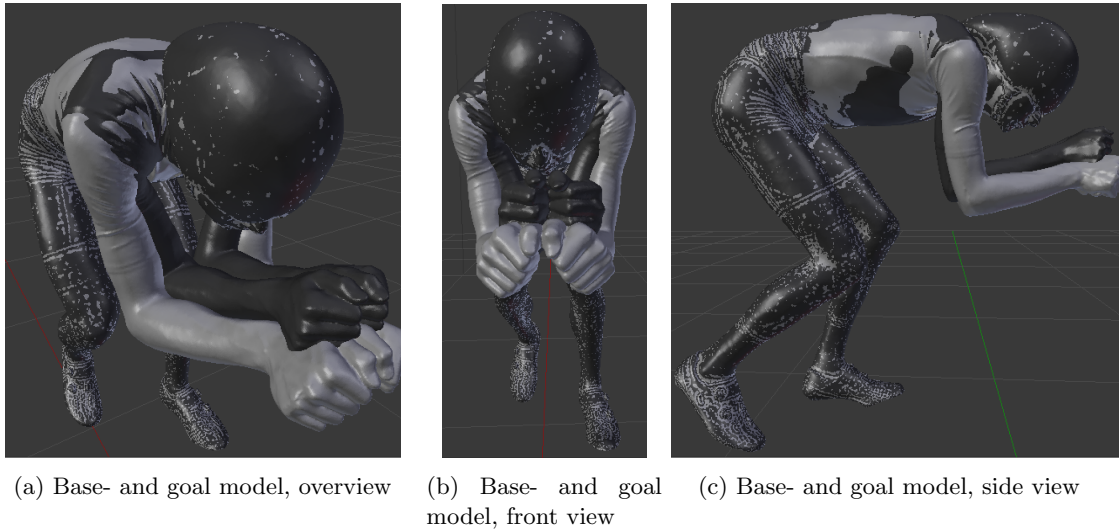 (a) Base- and goal model, overview
(b) Base- and goal
model, front view
(c) Base- and goal model, side view